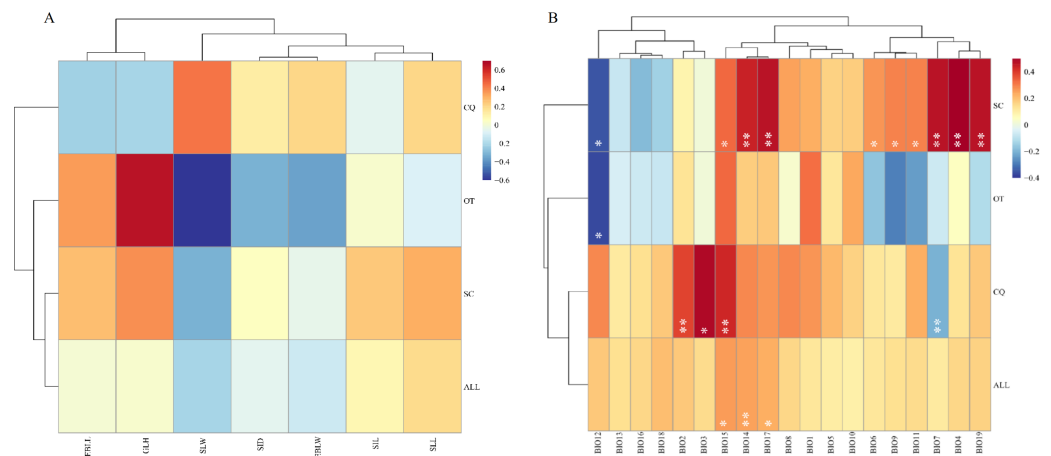 A
B
0.6
0.4
0.2
0
−0.2
−0.4
−0.6
CQ
OT
SC
ALL
FBLL
GLH
SLW
SID
FBLW
SIL
SLL
0.4
0.2
0
−0.2
−0.4
SC
OT
CQ
ALL
* * ** ** * * * ** ** **
*
** * ** **
* ** *
BIO12
BIO13
BIO16
BIO18
BIO2
BIO3
BIO15
BIO14
BIO17
BIO8
BIO1
BIO5
BIO10
BIO6
BIO9
BIO11
BIO7
BIO4
BIO19